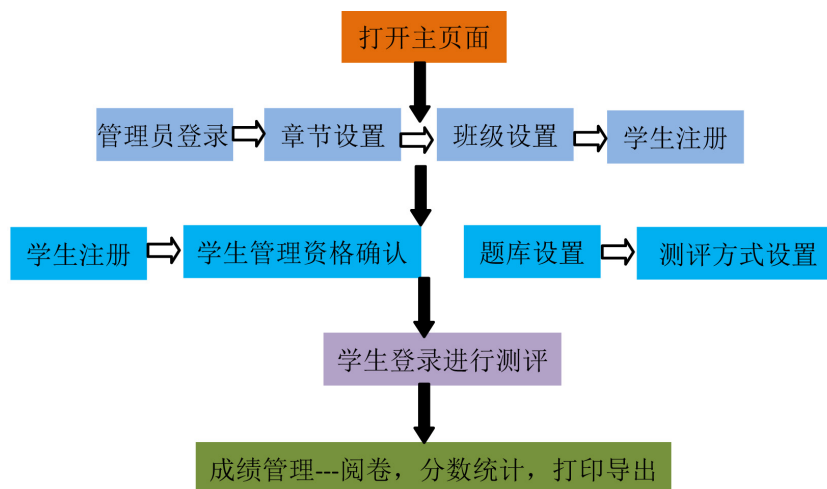 打开主页面
管理员登录
章节设置
班级设置
学生注册
学生注册
学生管理资格确认
题库设置
测评方式设置
学生登录进行测评
成绩管理---阅卷，分数统计，打印导出